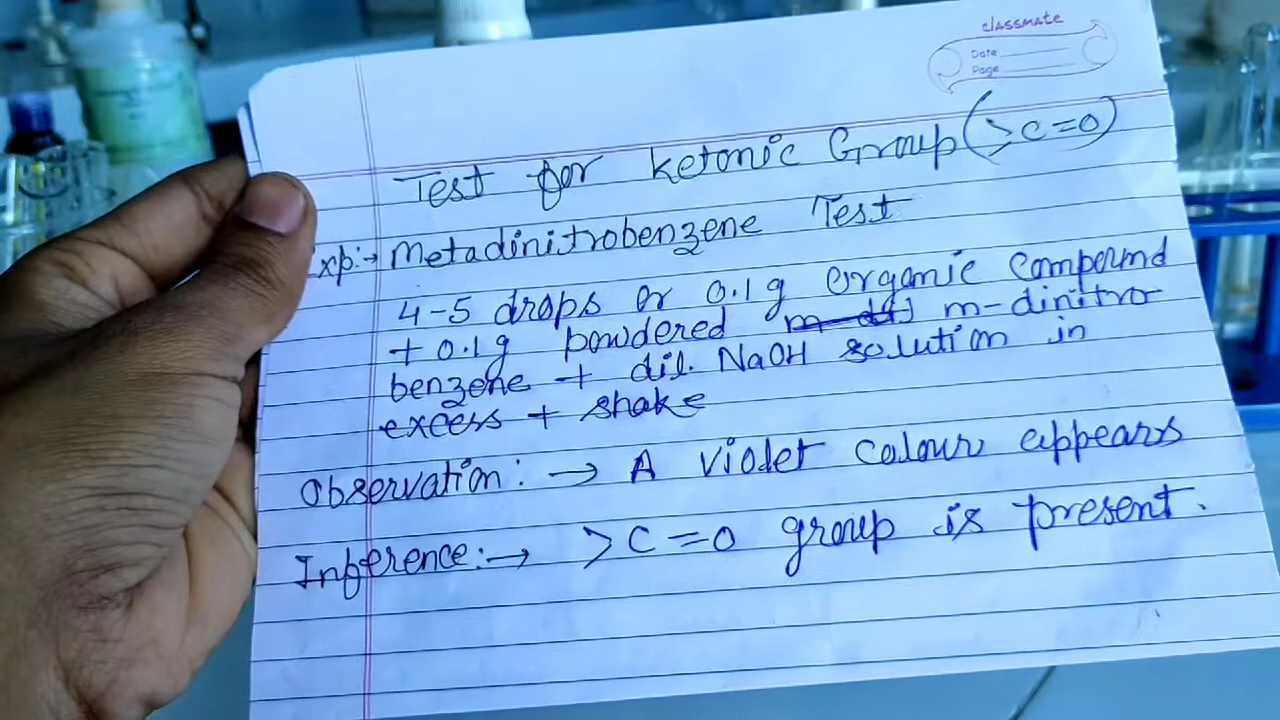 classmate
Date
Page
Test for Ketonic Group (>C=O)
Exp:→ Metadinitrobenzene Test
4-5 drops or 0.1g organic compound
+ 0.1g powdered m-dinitro
benzene + dil. NaOH solution in
excess + shake
Observation:→ A violet colour appears
Inference:→ >C=O group is present.